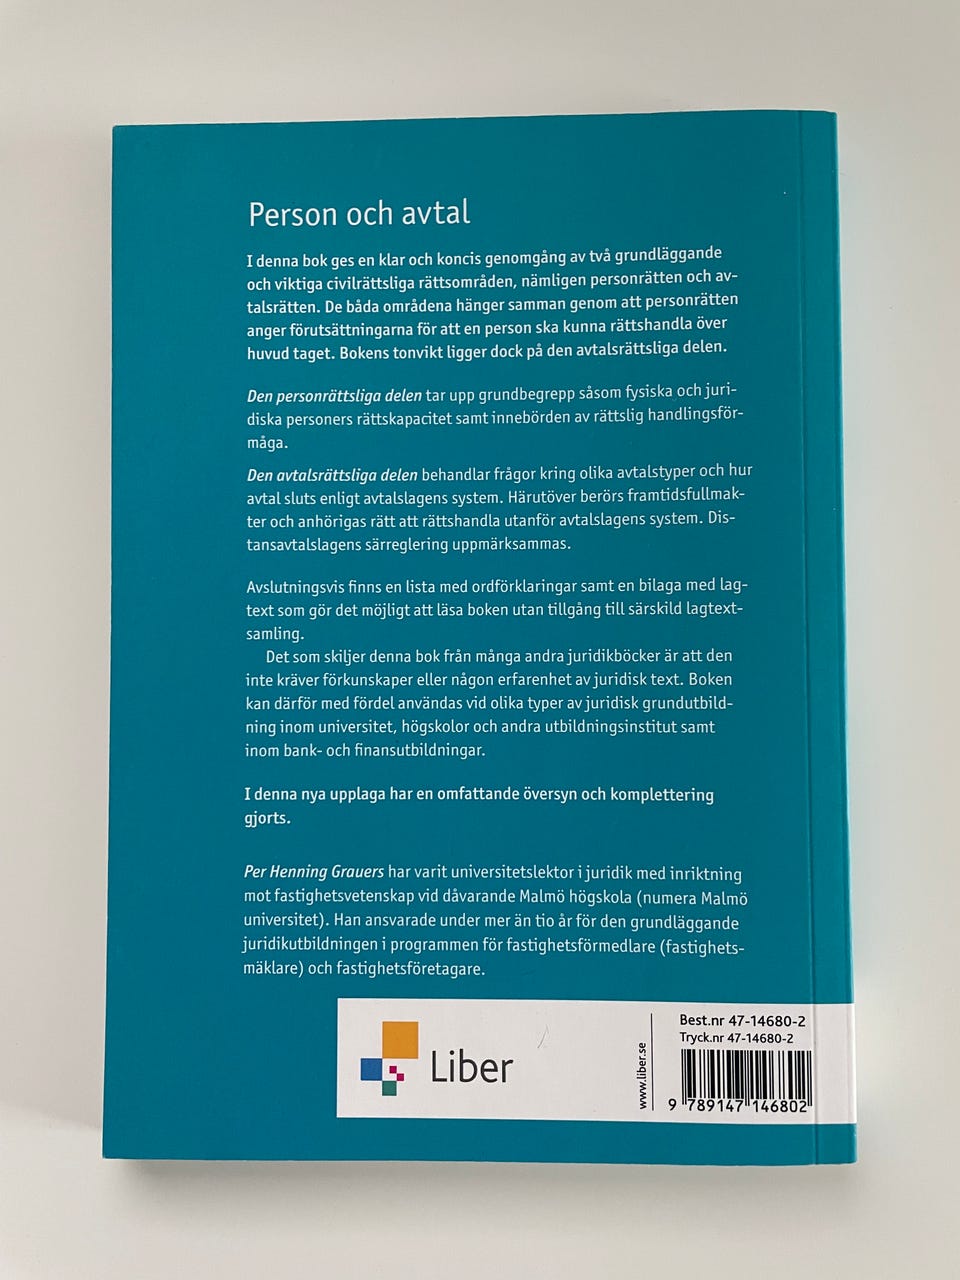 Person och avtal
I denna bok ges en klar och koncis genomgång av två grundläggande
och viktiga civilrättsliga rättsområden, nämligen personrätten och av-
talsrätten. De båda områdena hänger samman genom att personrätten
anger förutsättningarna för att en person ska kunna rättshandla över
huvud taget. Bokens tonvikt ligger dock på den avtalsrättsliga delen.
Den personrättsliga delen tar upp grundbegrepp såsom fysiska och juri-
diska personers rättskapacitet samt innebörden av rättslig handlingsför-
måga.
Den avtalsrättsliga delen behandlar frågor kring olika avtalstyper och hur
avtal sluts enligt avtalslagens system. Härutöver berörs framtidsfullmak-
ter och anhörigas rätt att rättshandla utanför avtalslagens system. Dis-
tansavtalslagens särreglering uppmärksammas.
Avslutningsvis finns en lista med ordförklaringar samt en bilaga med lag-
text som gör det möjligt att läsa boken utan tillgång till särskild lagtext-
samling.
Det som skiljer denna bok från många andra juridikböcker är att den
inte kräver förkunskaper eller någon erfarenhet av juridisk text. Boken
kan därför med fördel användas vid olika typer av juridisk grundutbild-
ning inom universitet, högskolor och andra utbildningsinstitut samt
inom bank- och finansutbildningar.
I denna nya upplaga har en omfattande översyn och komplettering
gjorts.
Per Henning Grauers har varit universitetslektor i juridik med inriktning
mot fastighetsvetenskap vid dåvarande Malmö högskola (numera Malmö
universitet). Han ansvarade under mer än tio år för den grundläggande
juridikutbildningen i programmen för fastighetsförmedlare (fastighets-
mäklare) och fastighetsföretagare.
Liber
www.liber.se
Best.nr 47-14680-2
Tryck.nr 47-14680-2
9 789147 146802